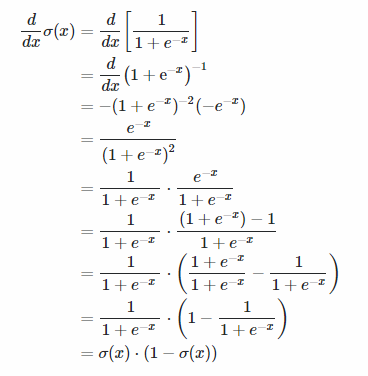 d/dx σ(x) = d/dx [1/(1 + e^{−x})]
= d/dx (1 + e^{−x})^{−1}
= −(1 + e^{−x})^{−2}(−e^{−x})
= e^{−x}/(1 + e^{−x})^2
= 1/(1 + e^{−x}) · e^{−x}/(1 + e^{−x})
= 1/(1 + e^{−x}) · ((1 + e^{−x}) − 1)/(1 + e^{−x})
= 1/(1 + e^{−x}) · ((1 + e^{−x})/(1 + e^{−x}) − 1/(1 + e^{−x}))
= 1/(1 + e^{−x}) · (1 − 1/(1 + e^{−x}))
= σ(x) · (1 − σ(x))